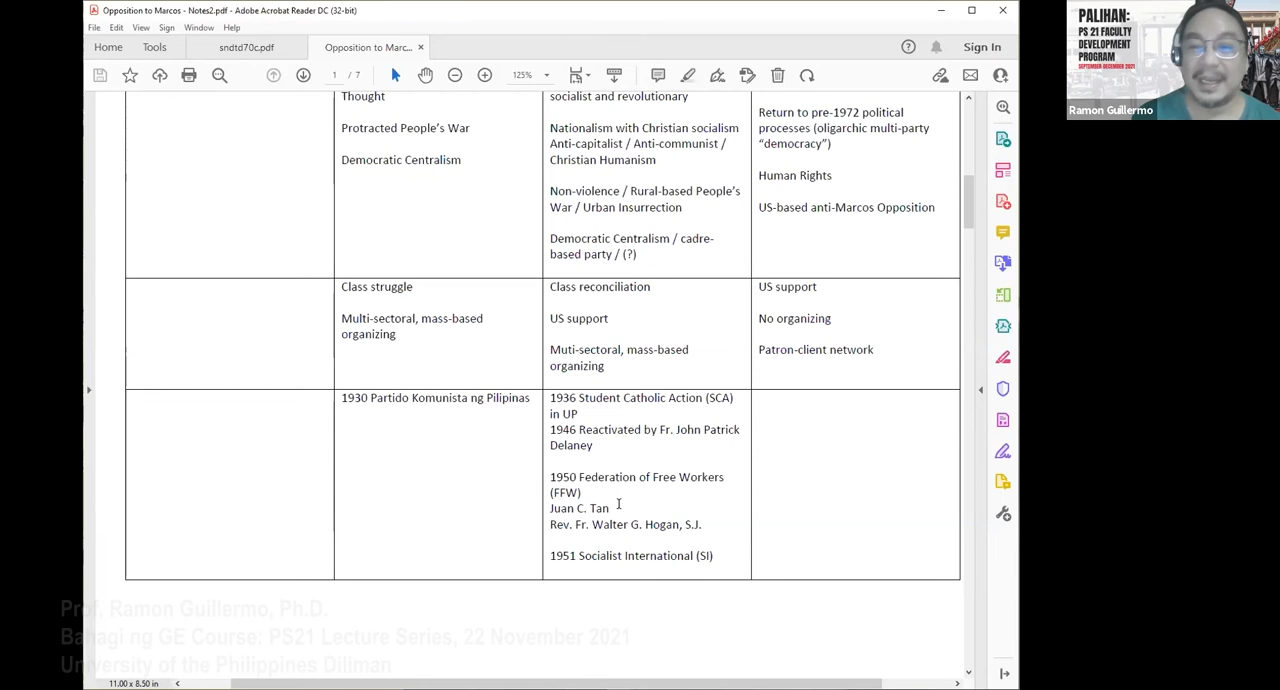 Opposition to Marcos - Notes2.pdf - Adobe Acrobat Reader DC (32-bit)
File Edit View Sign Window Help
Home Tools sndtd70c.pdf Opposition to Marc... × Sign In
1 / 7 125%
Thought
Protracted People's War
Democratic Centralism
socialist and revolutionary
Nationalism with Christian socialism
Anti-capitalist / Anti-communist /
Christian Humanism
Non-violence / Rural-based People's
War / Urban Insurrection
Democratic Centralism / cadre-
based party / (?)
Return to pre-1972 political
processes (oligarchic multi-party
"democracy")
Human Rights
US-based anti-Marcos Opposition
Class struggle
Multi-sectoral, mass-based
organizing
Class reconciliation
US support
Muti-sectoral, mass-based
organizing
US support
No organizing
Patron-client network
1930 Partido Komunista ng Pilipinas
1936 Student Catholic Action (SCA)
in UP
1946 Reactivated by Fr. John Patrick
Delaney
1950 Federation of Free Workers
(FFW)
Juan C. Tan
Rev. Fr. Walter G. Hogan, S.J.
1951 Socialist International (SI)
Prof. Ramon Guillermo, Ph.D.
Bahagi ng GE Course: PS21 Lecture Series, 22 November 2021
University of the Philippines Diliman
11.00 x 8.50 in
PALIHAN:
PS 21 FACULTY
DEVELOPMENT
PROGRAM
SEPTEMBER-DECEMBER 2021
Ramon Guillermo